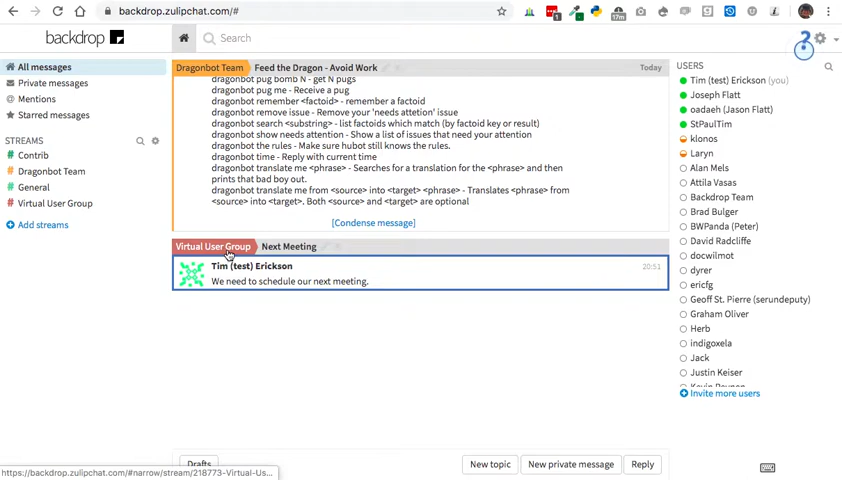 backdrop.zulipchat.com/#
1
17m
backdrop
Search
?
All messages
Private messages
Mentions
Starred messages
STREAMS
# Contrib
# Dragonbot Team
# General
# Virtual User Group
Add streams
Dragonbot Team
Feed the Dragon - Avoid Work
Today
dragonbot pug bomb N - get N pugs
dragonbot pug me - Receive a pug
dragonbot remember <factoid> - remember a factoid
dragonbot remove issue - Remove your 'needs attetion' issue
dragonbot search <substring> - list factoids which match (by factoid key or result)
dragonbot show needs attention - Show a list of issues that need your attention
dragonbot the rules - Make sure hubot still knows the rules.
dragonbot time - Reply with current time
dragonbot translate me <phrase> - Searches for a translation for the <phrase> and then
prints that bad boy out.
dragonbot translate me from <source> into <target> <phrase> - Translates <phrase> from
<source> into <target>. Both <source> and <target> are optional
[Condense message]
Virtual User Group
Next Meeting
Tim (test) Erickson
20:51
We need to schedule our next meeting.
Drafts
New topic
New private message
Reply
https://backdrop.zulipchat.com/#narrow/stream/218773-Virtual-Us...
USERS
Tim (test) Erickson (you)
Joseph Flatt
oadaeh (Jason Flatt)
StPaulTim
klonos
Laryn
Alan Mels
Attila Vasas
Backdrop Team
Brad Bulger
BWPanda (Peter)
David Radcliffe
docwilmot
dyrer
ericfg
Geoff St. Pierre (serundeputy)
Graham Oliver
Herb
indigoxela
Jack
Justin Keiser
Invite more users